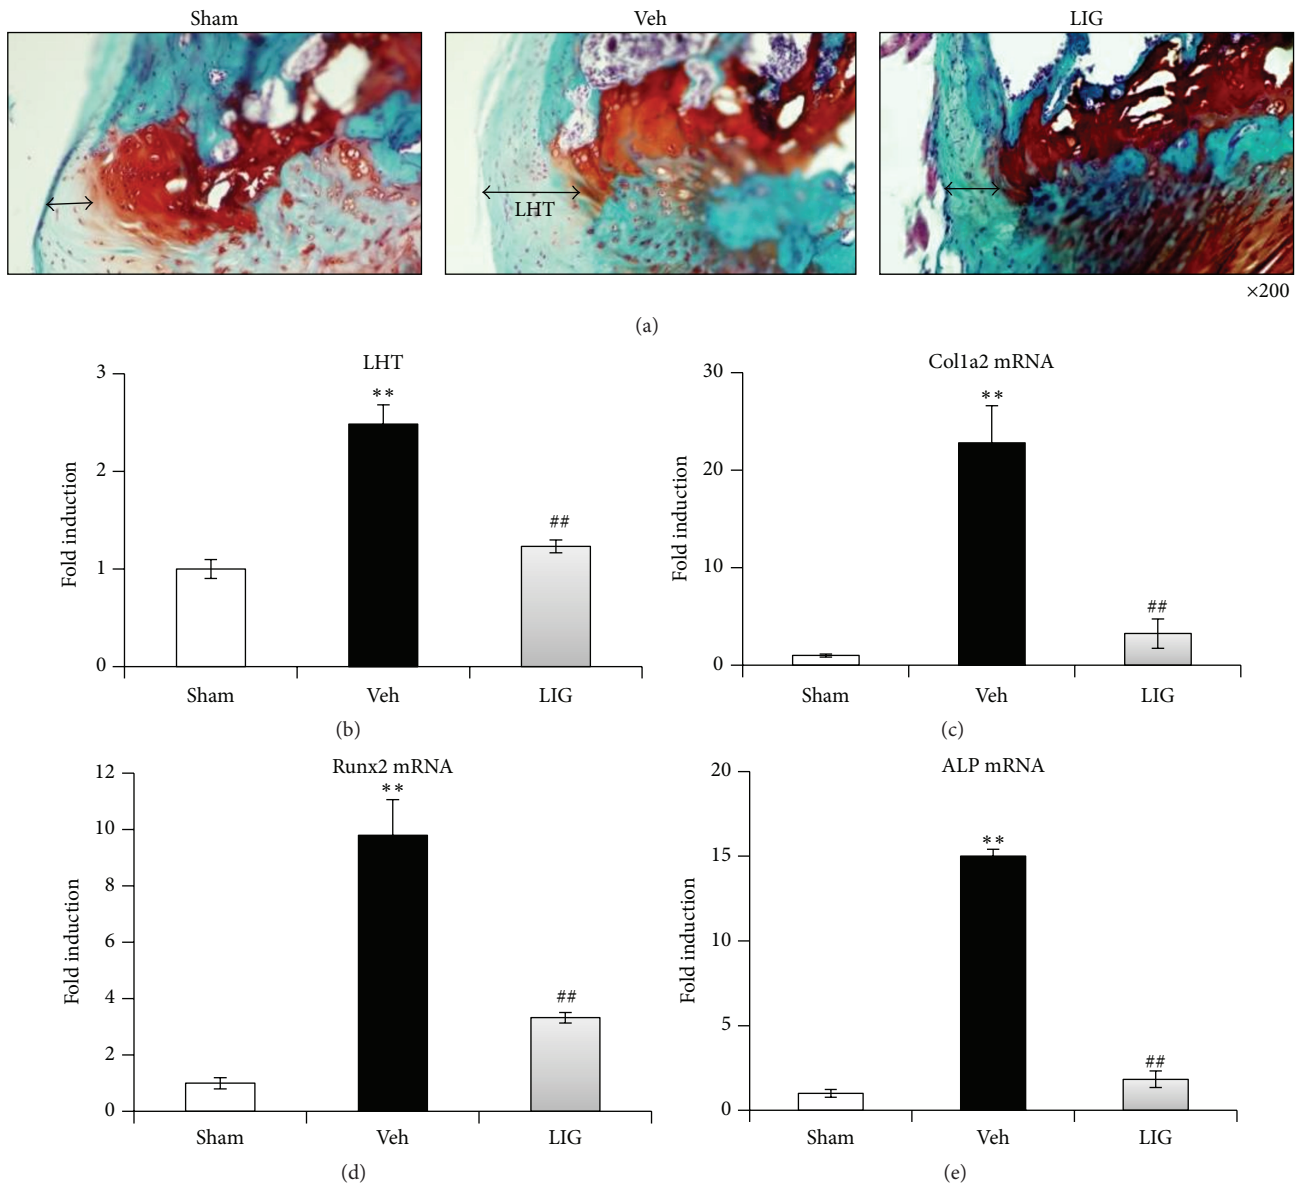 Sham Veh LIG
LHT
×200
(a)
LHT
3
**
2
##
1
0
Fold induction
Sham Veh LIG
(b)
Col1a2 mRNA
30
**
20
10
##
0
Fold induction
Sham Veh LIG
(c)
Runx2 mRNA
12
**
10
8
6
4
##
2
0
Fold induction
Sham Veh LIG
(d)
ALP mRNA
20
**
15
10
5
##
0
Fold induction
Sham Veh LIG
(e)